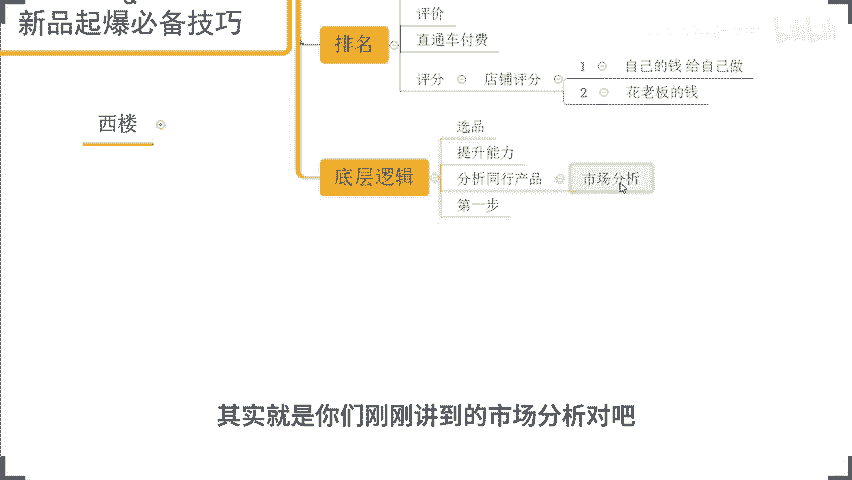 新品起爆必备技巧
评价
排名
直通车付费
评分
店铺评分
1
自己的钱 给自己做
2
花老板的钱
西楼
选品
提升能力
底层逻辑
分析同行产品
市场分析
第一步
其实就是你们刚刚讲到的市场分析对吧